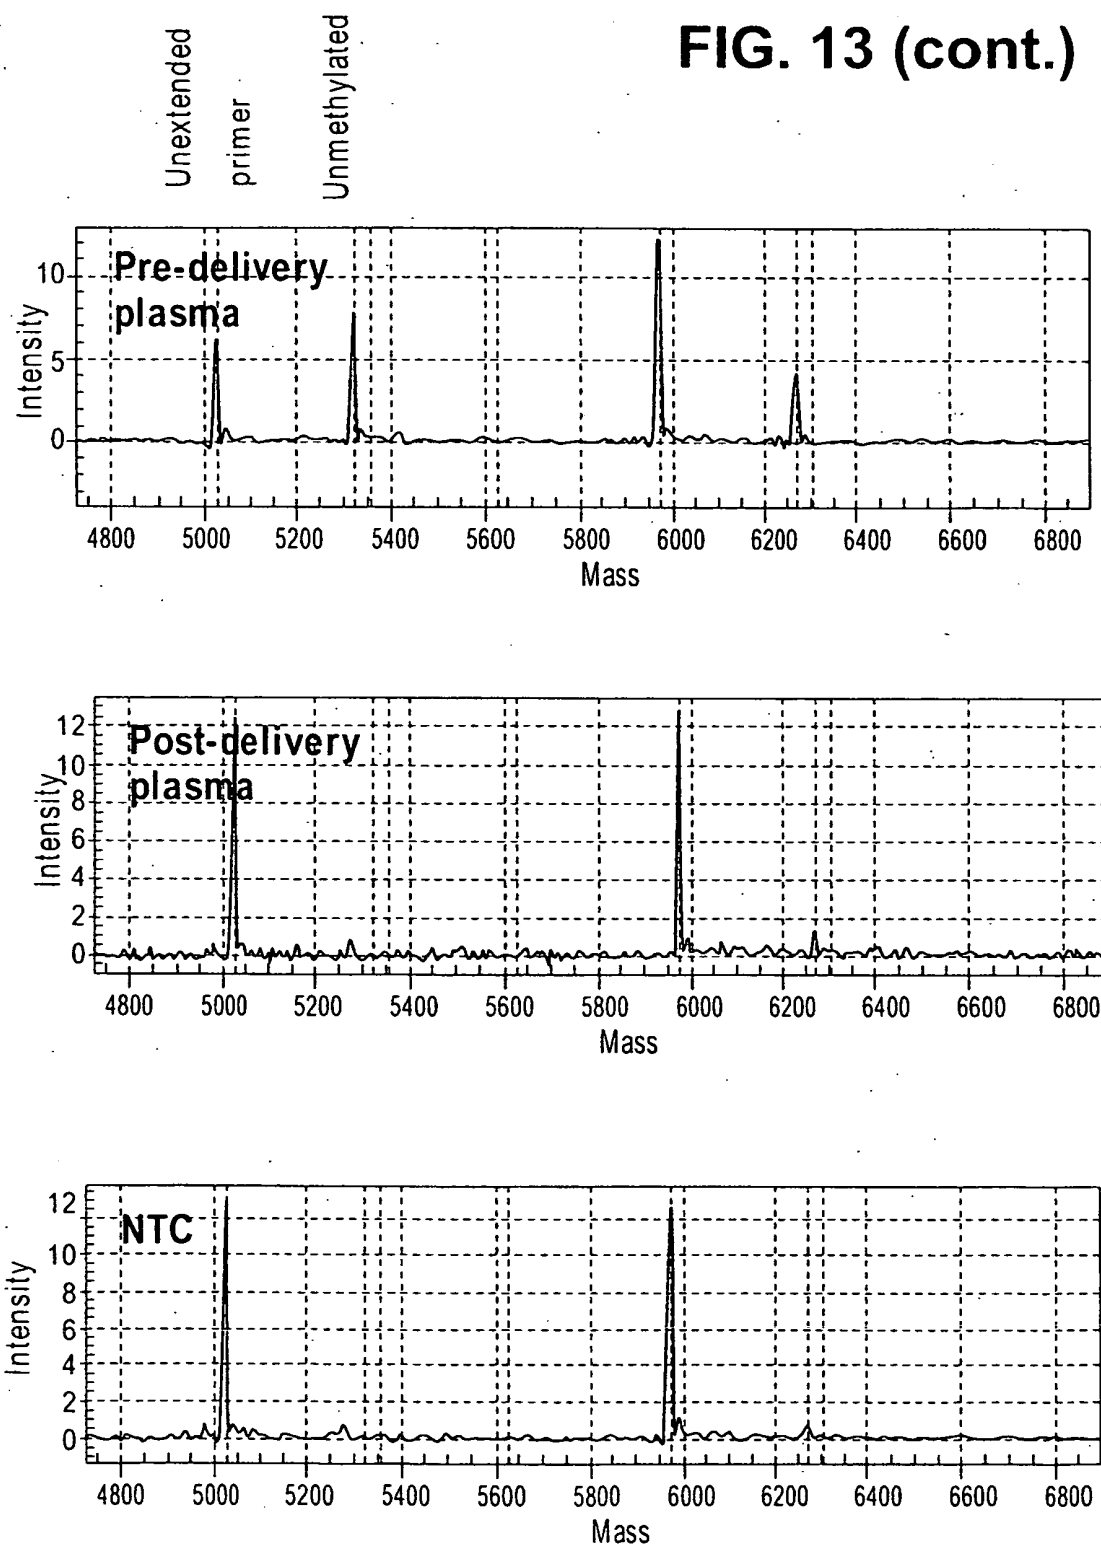 FIG. 13 (cont.)
Unextended
primer
Unmethylated
Pre-delivery
plasma
Intensity
10
5
0
4800 5000 5200 5400 5600 5800 6000 6200 6400 6600 6800
Mass
Post-delivery
plasma
Intensity
12
10
8
6
4
2
0
4800 5000 5200 5400 5600 5800 6000 6200 6400 6600 6800
Mass
NTC
Intensity
12
10
8
6
4
2
0
4800 5000 5200 5400 5600 5800 6000 6200 6400 6600 6800
Mass